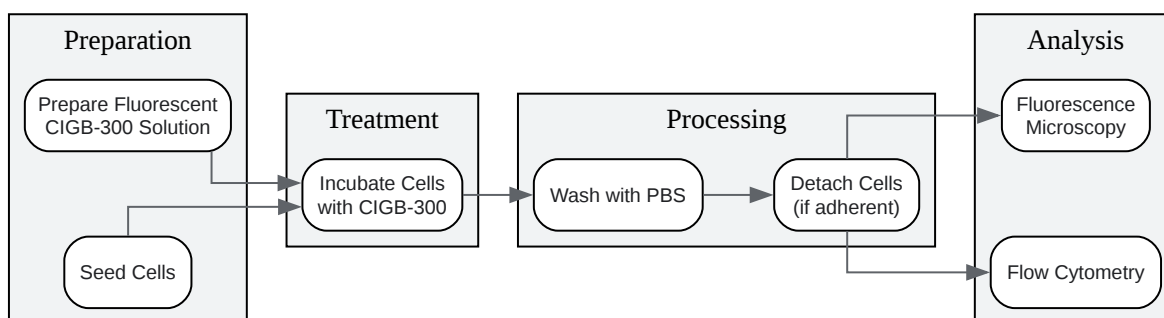 Preparation
Prepare Fluorescent
CIGB-300 Solution
Seed Cells
Treatment
Incubate Cells
with CIGB-300
Processing
Wash with PBS
Detach Cells
(if adherent)
Analysis
Fluorescence
Microscopy
Flow Cytometry